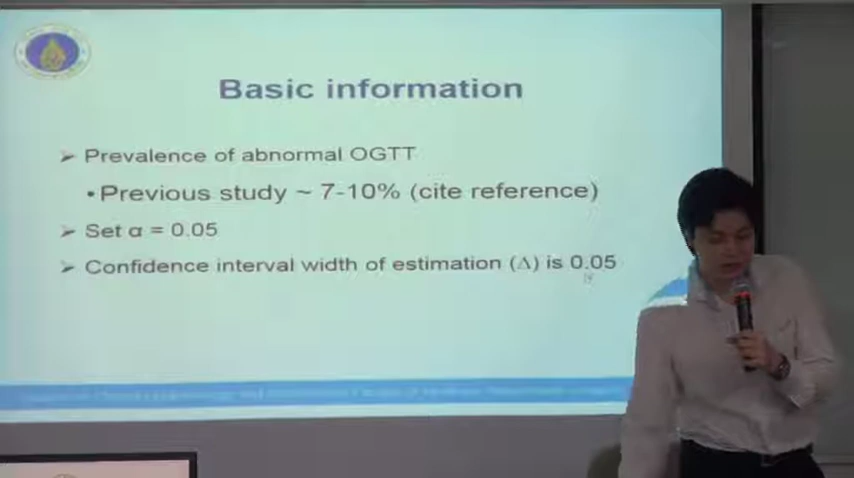 Basic information
➢ Prevalence of abnormal OGTT
• Previous study ~ 7-10% (cite reference)
➢ Set α = 0.05
➢ Confidence interval width of estimation (Δ) is 0.05